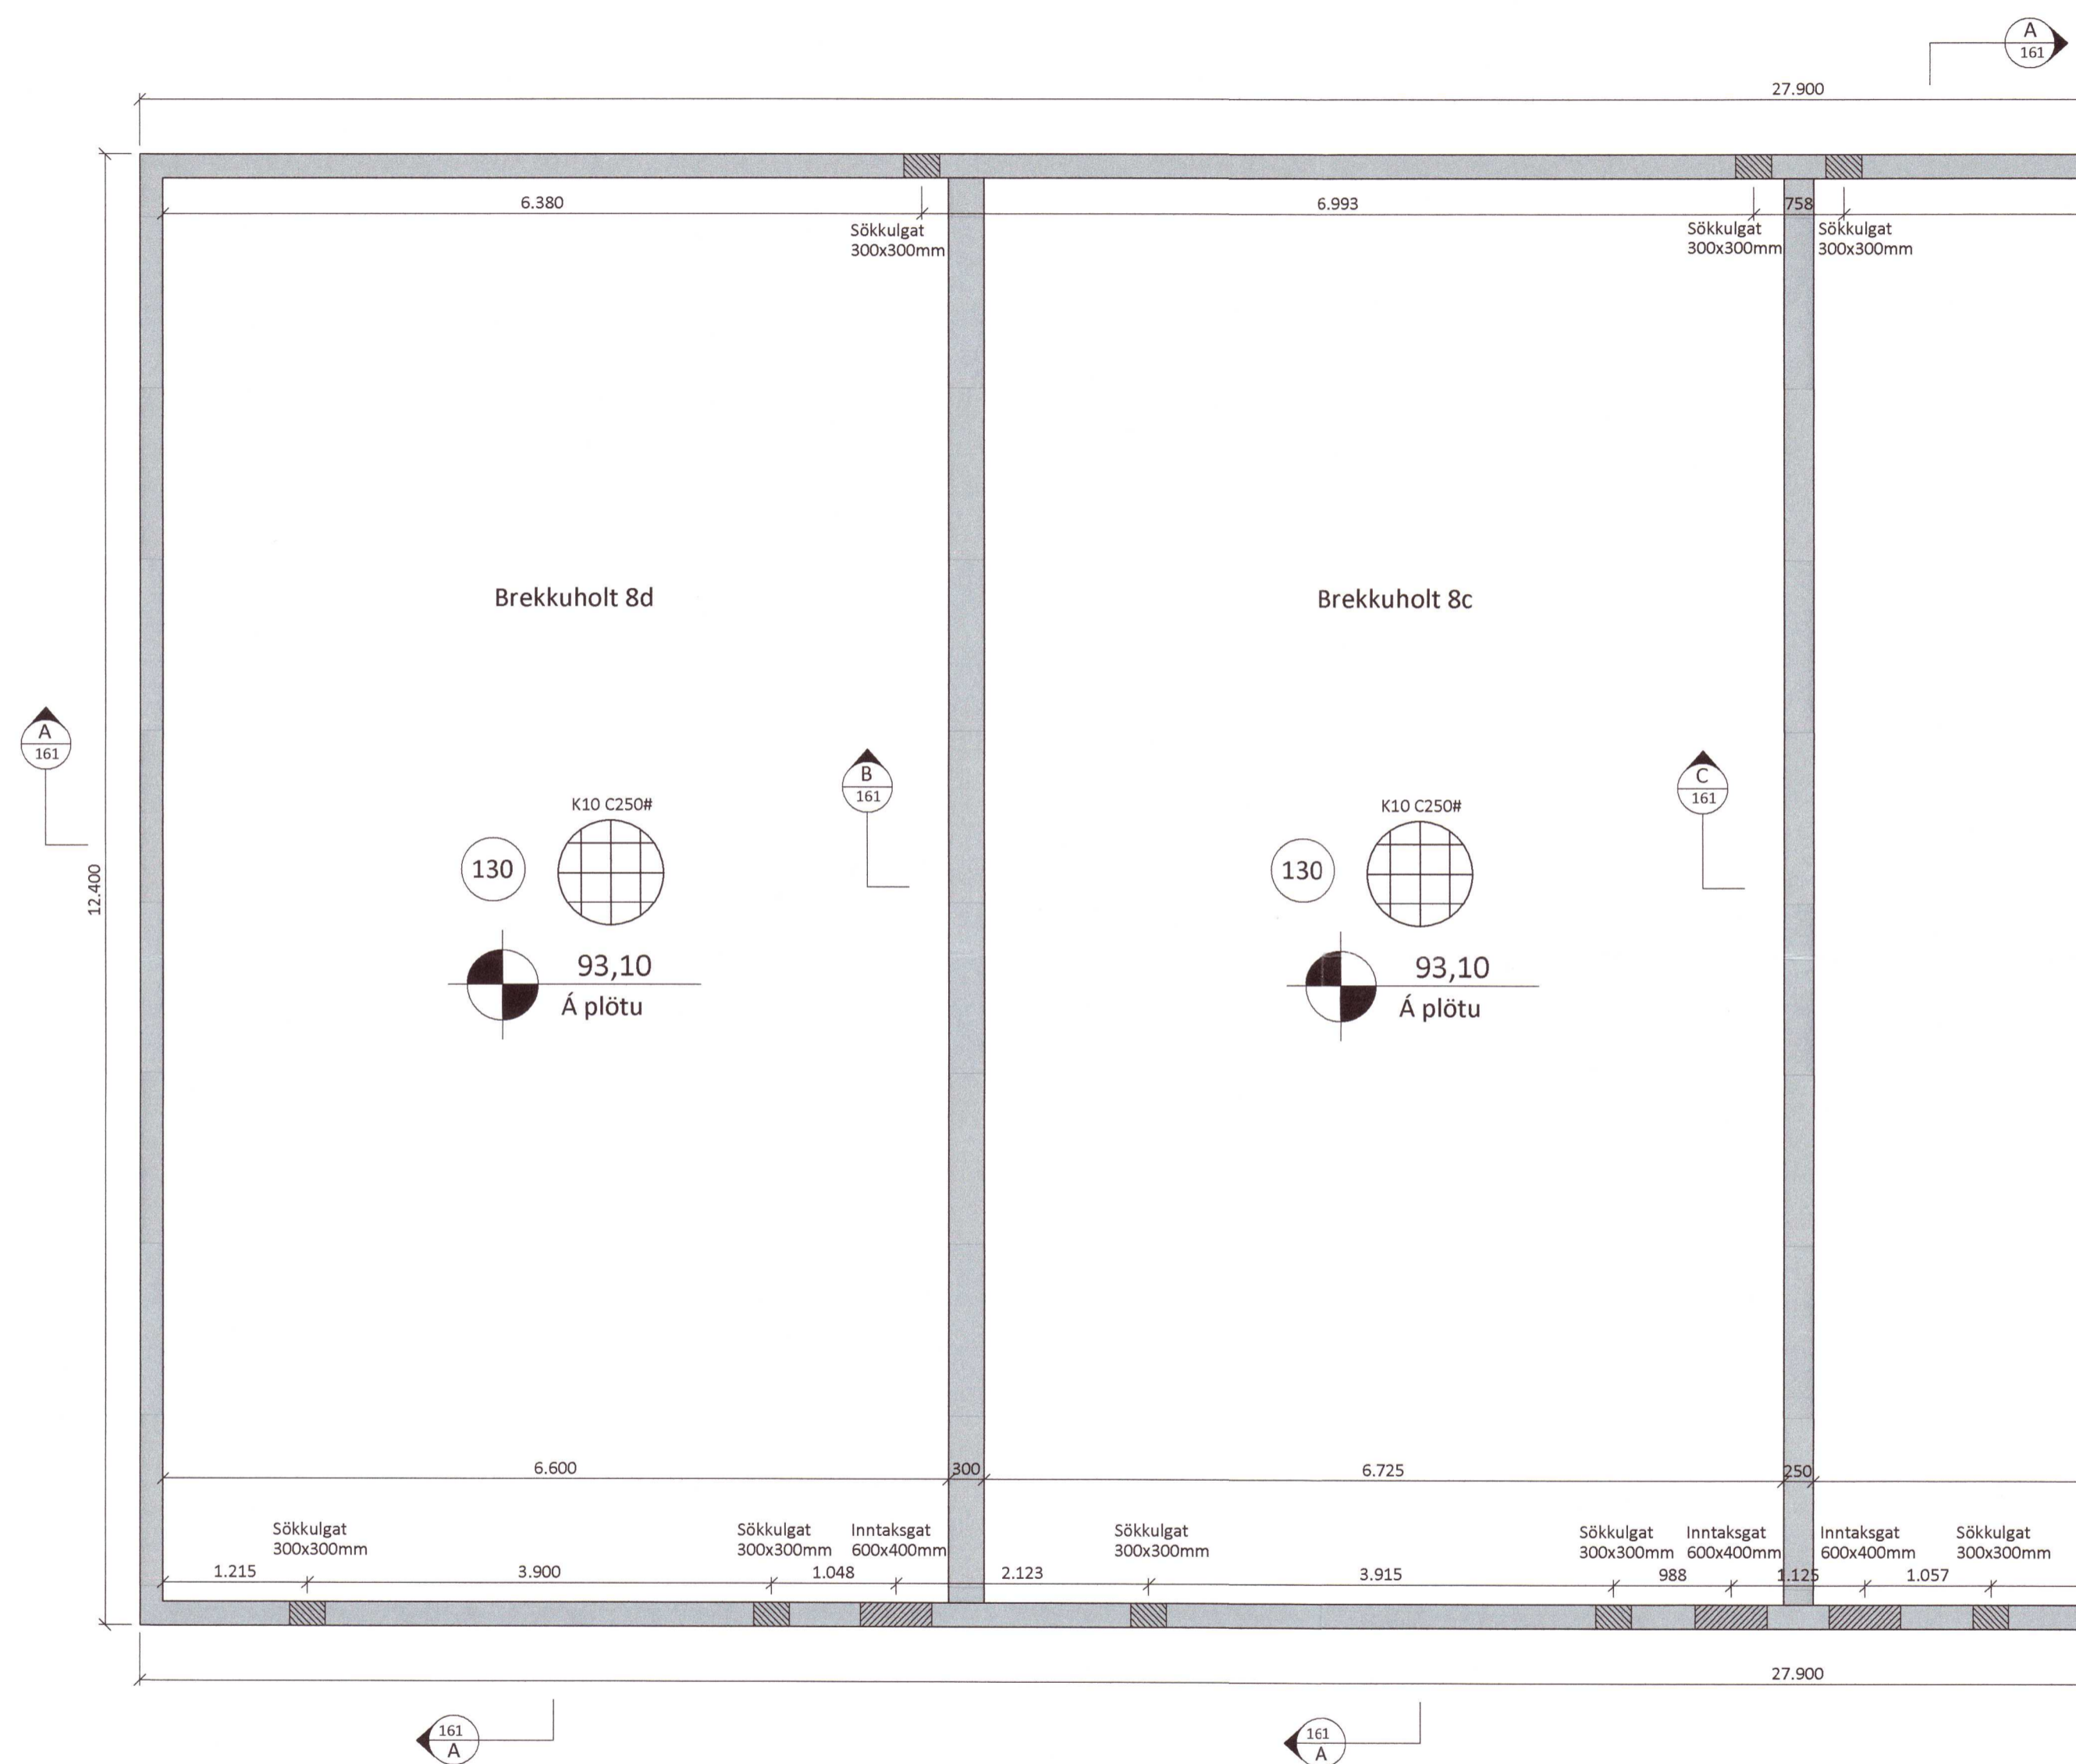 A
161
27.900
6.380
6.993
758
Sökkulgat
300x300mm
Sökkulgat
300x300mm
Sökkulgat
300x300mm
Brekkuholt 8d
Brekkuholt 8c
A
161
B
161
C
161
K10 C250#
K10 C250#
130
130
12.400
93,10
Á plötu
93,10
Á plötu
6.600
300
6.725
250
Sökkulgat
300x300mm
Sökkulgat
300x300mm
Inntaksgat
600x400mm
Sökkulgat
300x300mm
Sökkulgat
300x300mm
Inntaksgat
600x400mm
Inntaksgat
600x400mm
Sökkulgat
300x300mm
1.215
3.900
1.048
2.123
3.915
988
1.125
1.057
27.900
161
A
161
A